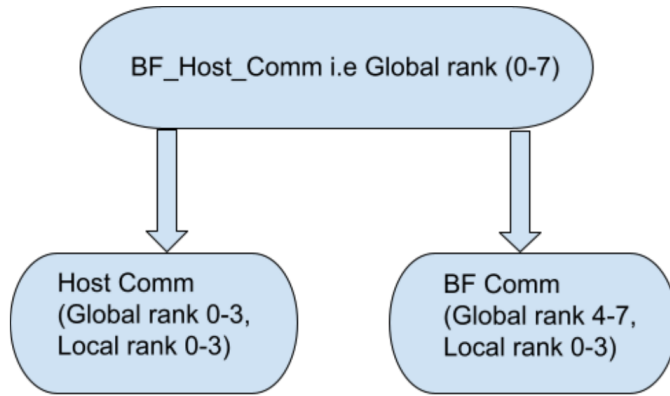 BF_Host_Comm i.e Global rank (0-7)
Host Comm
(Global rank 0-3,
Local rank 0-3)
BF Comm
(Global rank 4-7,
Local rank 0-3)